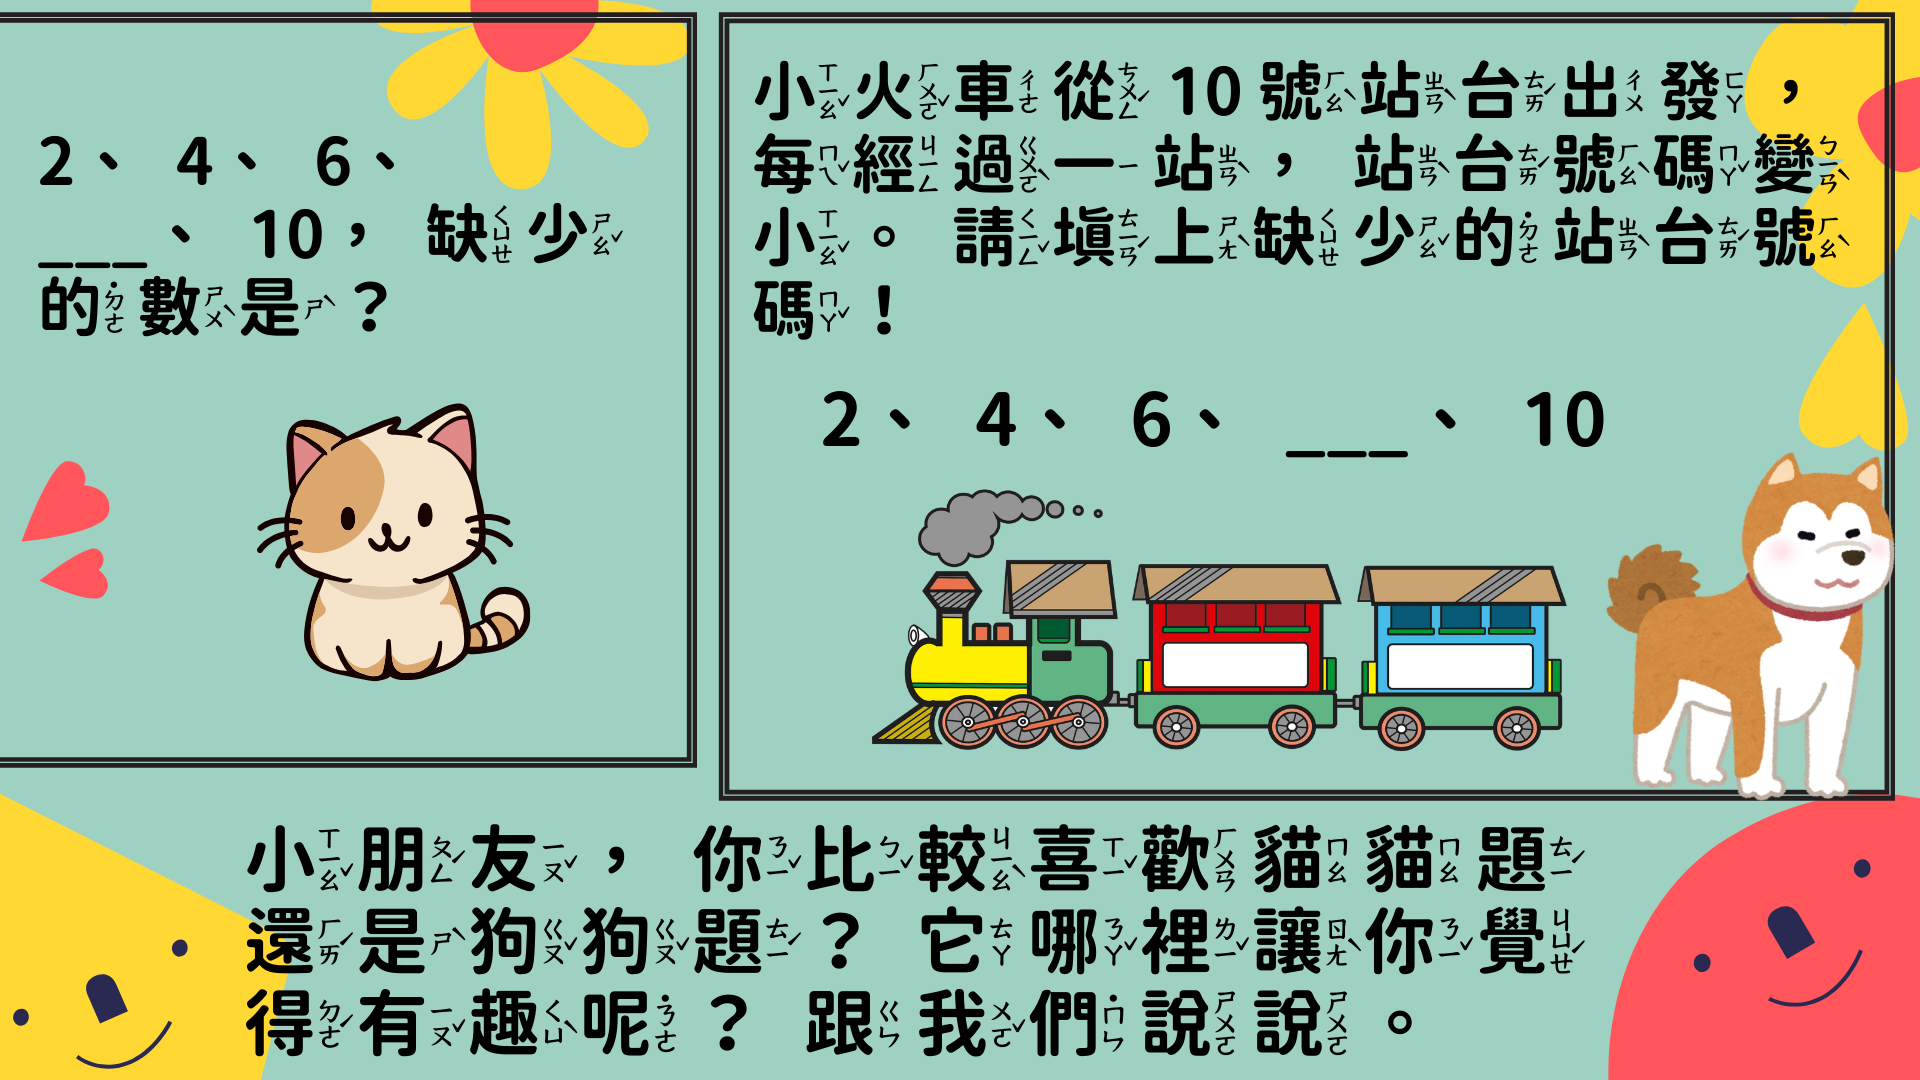 2、 4、 6、
___、 10， 缺少
的數是？
小火車從 10 號站台出發，
每經過一站， 站台號碼變
小。 請填上缺少的站台號
碼！
2、 4、 6、 ___、 10
小朋友， 你比較喜歡貓貓題
還是狗狗題？ 它哪裡讓你覺
得有趣呢？ 跟我們說說。